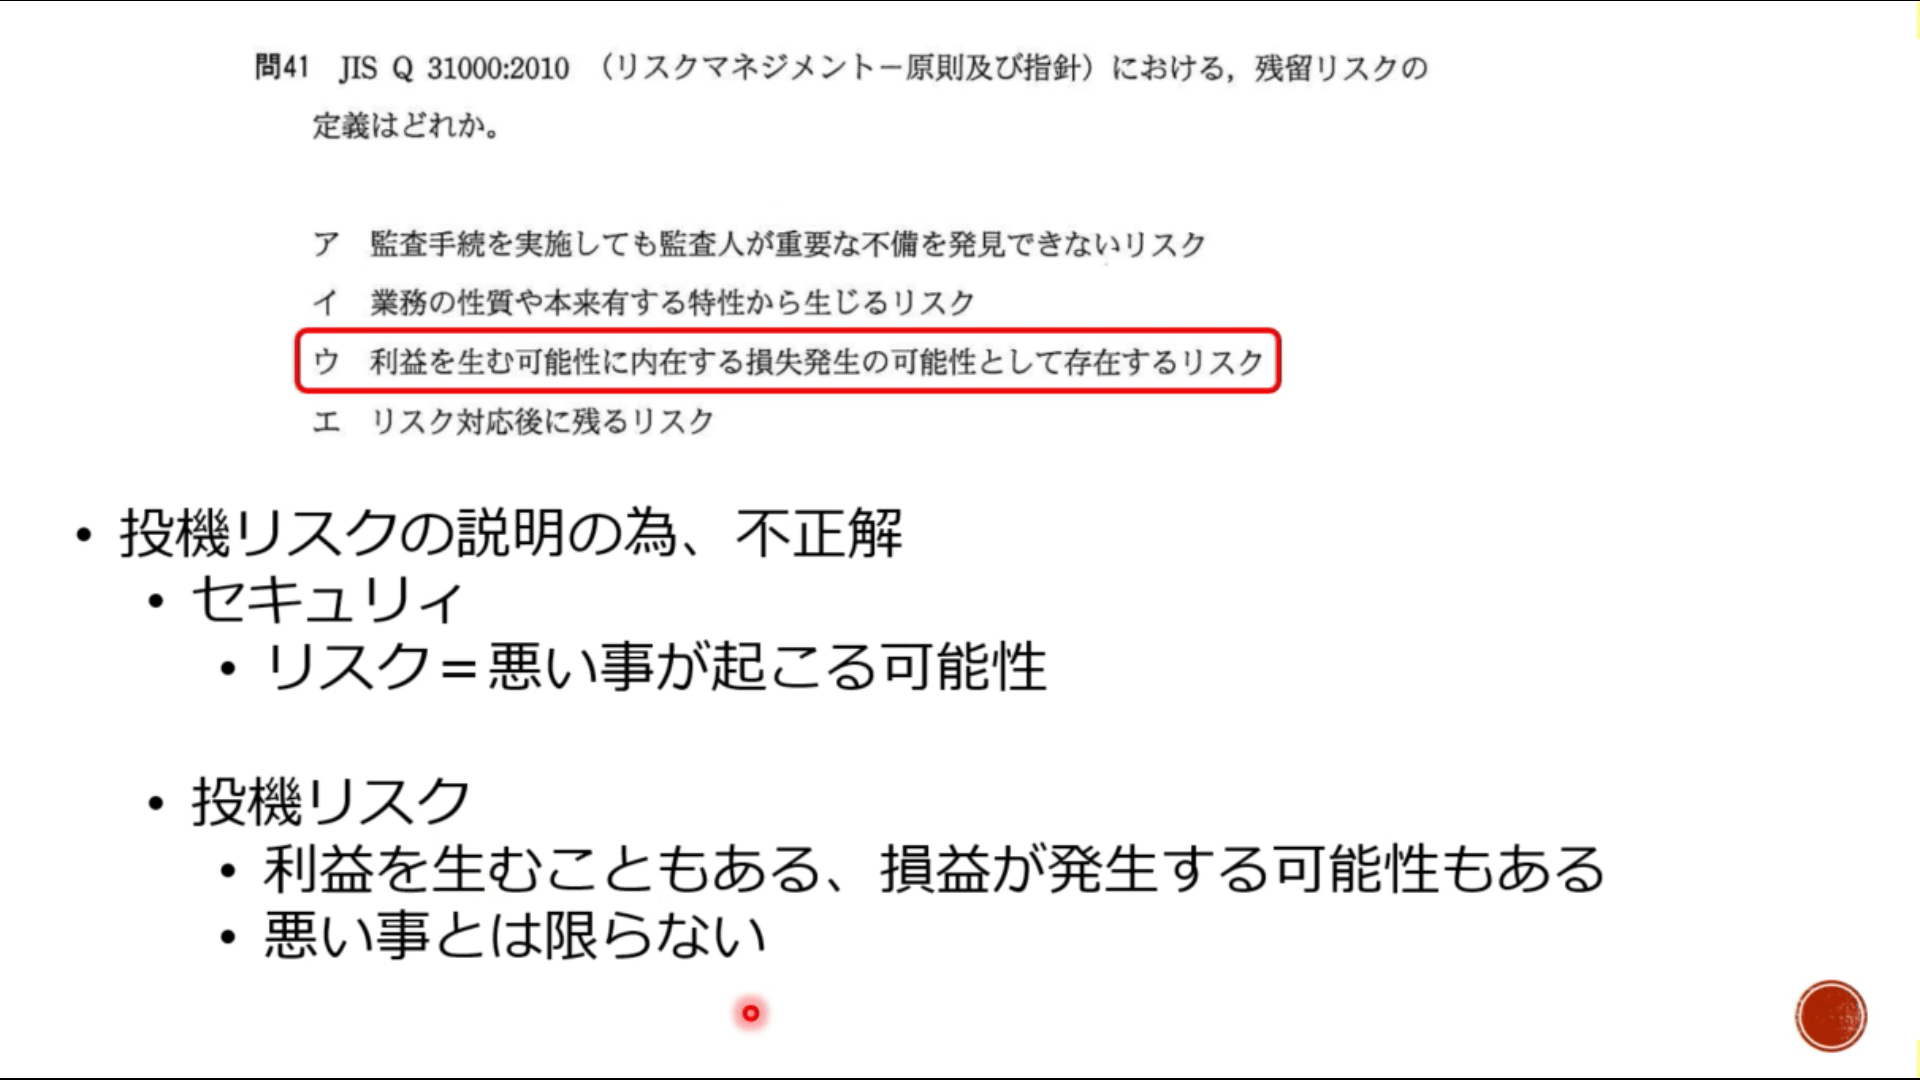 問41 JIS Q 31000:2010 （リスクマネジメント－原則及び指針）における，残留リスクの
定義はどれか。
ア 監査手続を実施しても監査人が重要な不備を発見できないリスク
イ 業務の性質や本来有する特性から生じるリスク
ウ 利益を生む可能性に内在する損失発生の可能性として存在するリスク
エ リスク対応後に残るリスク
• 投機リスクの説明の為、不正解
• セキュリィ
• リスク＝悪い事が起こる可能性
• 投機リスク
• 利益を生むこともある、損益が発生する可能性もある
• 悪い事とは限らない